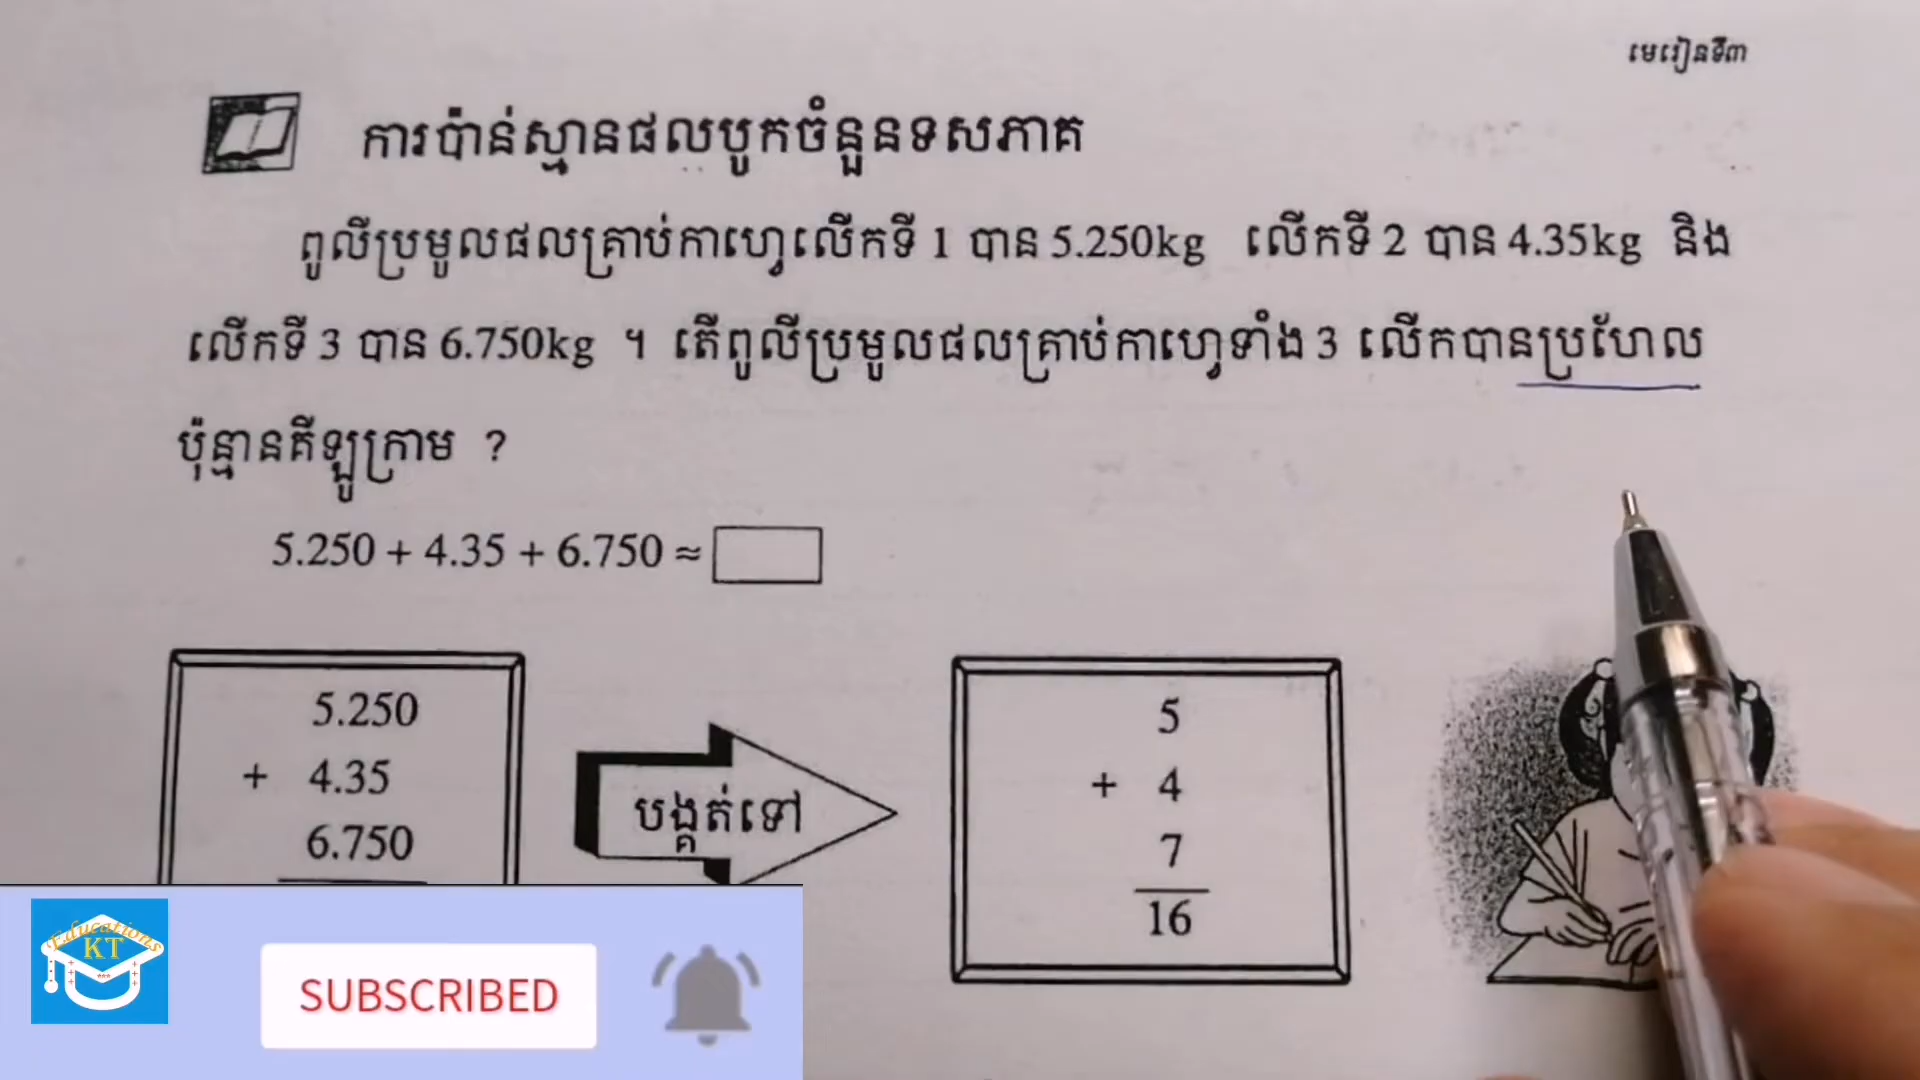 មេរៀនទី៣
ការប៉ាន់ស្មានផលបូកចំនួនទសភាគ
ពូលីប្រមូលផលគ្រាប់កាហ្វេលើកទី 1 បាន 5.250kg លើកទី 2 បាន 4.35kg និង
លើកទី 3 បាន 6.750kg ។ តើពូលីប្រមូលផលគ្រាប់កាហ្វេទាំង 3 លើកបានប្រហែល
ប៉ុន្មានគីឡូក្រាម ?
5.250 + 4.35 + 6.750 ≈
5.250
+ 4.35
6.750
បង្គត់ទៅ
5
+ 4
7
16
Educations
KT
SUBSCRIBED